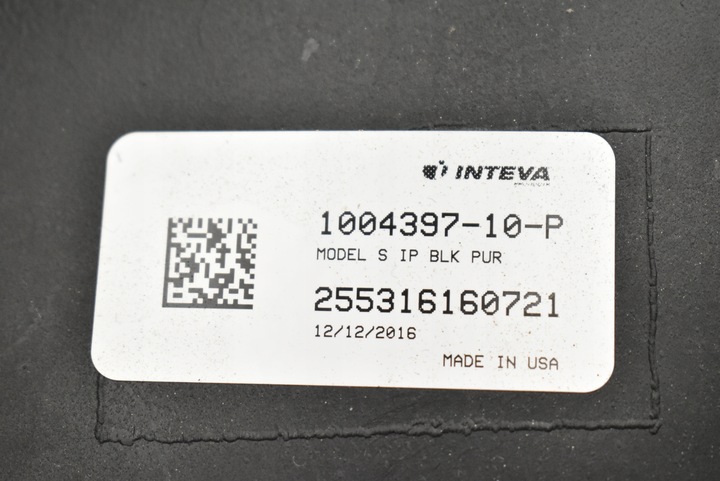 INTEVA
1004397-10-P
MODEL S IP BLK PUR
255316160721
12/12/2016
MADE IN USA